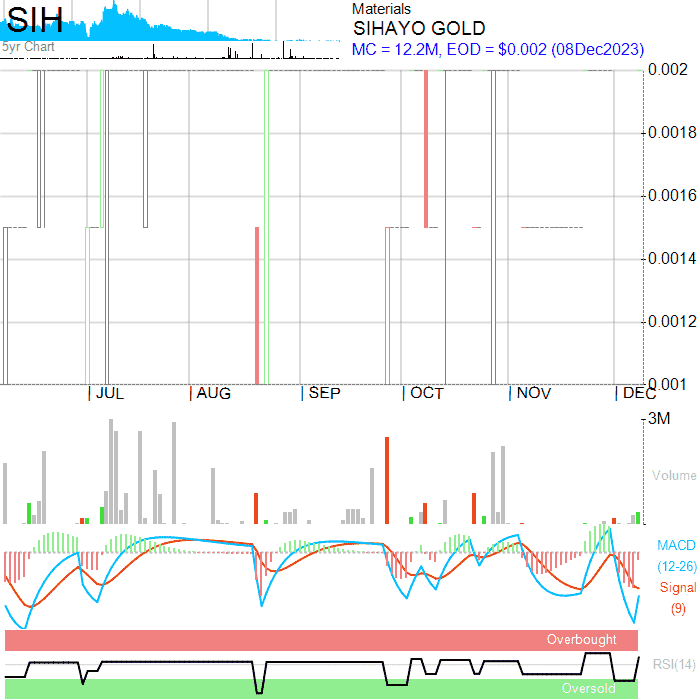 SIH
5yr Chart
Materials
SIHAYO GOLD
MC = 12.2M, EOD = $0.002 (08Dec2023)
0.002
0.0018
0.0016
0.0014
0.0012
0.001
JUL AUG SEP OCT NOV DEC
3M
Volume
MACD
(12-26)
Signal
(9)
Overbought
RSI(14)
Oversold